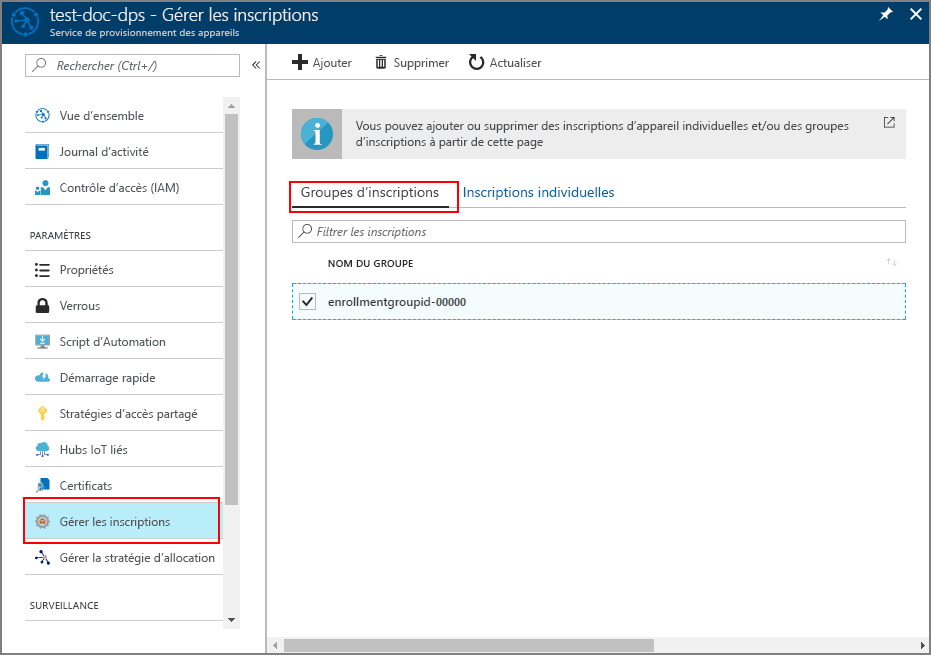 test-doc-dps - Gérer les inscriptions
Service de provisionnement des appareils
Rechercher (Ctrl+/)
«
Vue d'ensemble
Journal d'activité
Contrôle d'accès (IAM)
PARAMÈTRES
Propriétés
Verrous
Script d'Automation
Démarrage rapide
Stratégies d'accès partagé
Hubs IoT liés
Certificats
Gérer les inscriptions
Gérer la stratégie d'allocation
SURVEILLANCE
Ajouter
Supprimer
Actualiser
Vous pouvez ajouter ou supprimer des inscriptions d'appareil individuelles et/ou des groupes
d'inscriptions à partir de cette page
Groupes d'inscriptions
Inscriptions individuelles
Filtrer les inscriptions
NOM DU GROUPE
enrollmentgroupid-00000